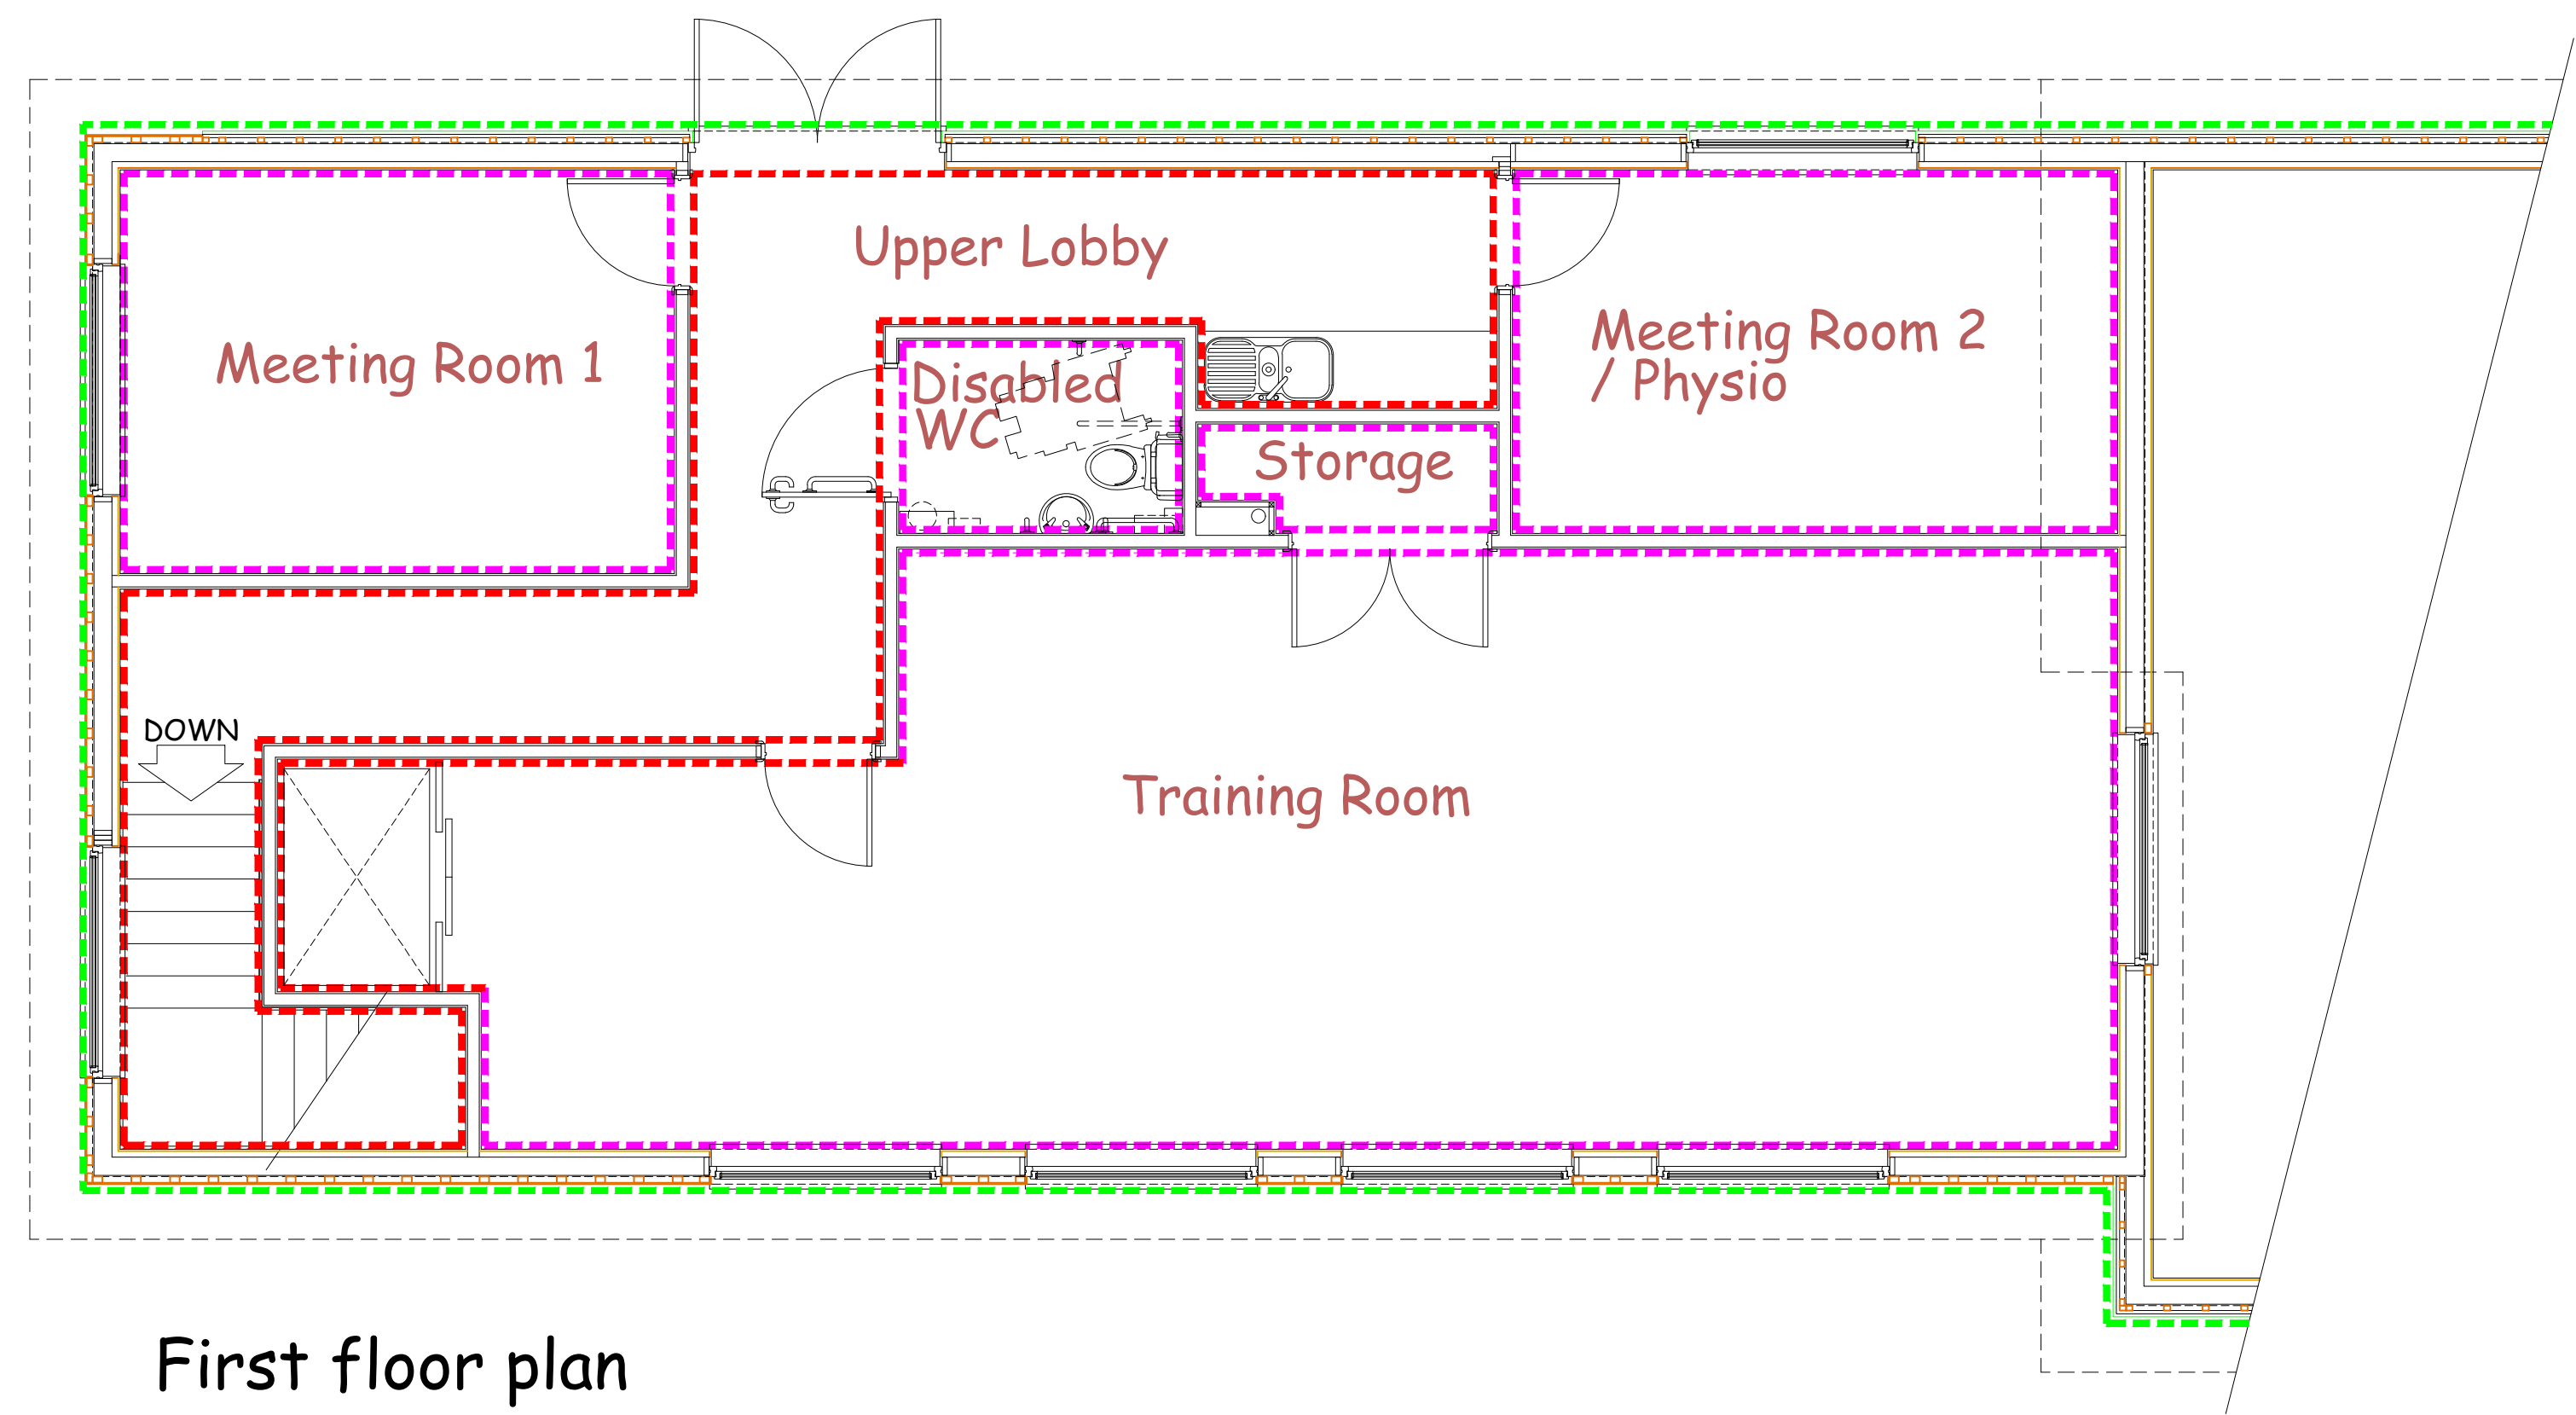 Upper Lobby
Meeting Room 1
Meeting Room 2
/ Physio
Disabled
WC
Storage
DOWN
Training Room
First floor plan